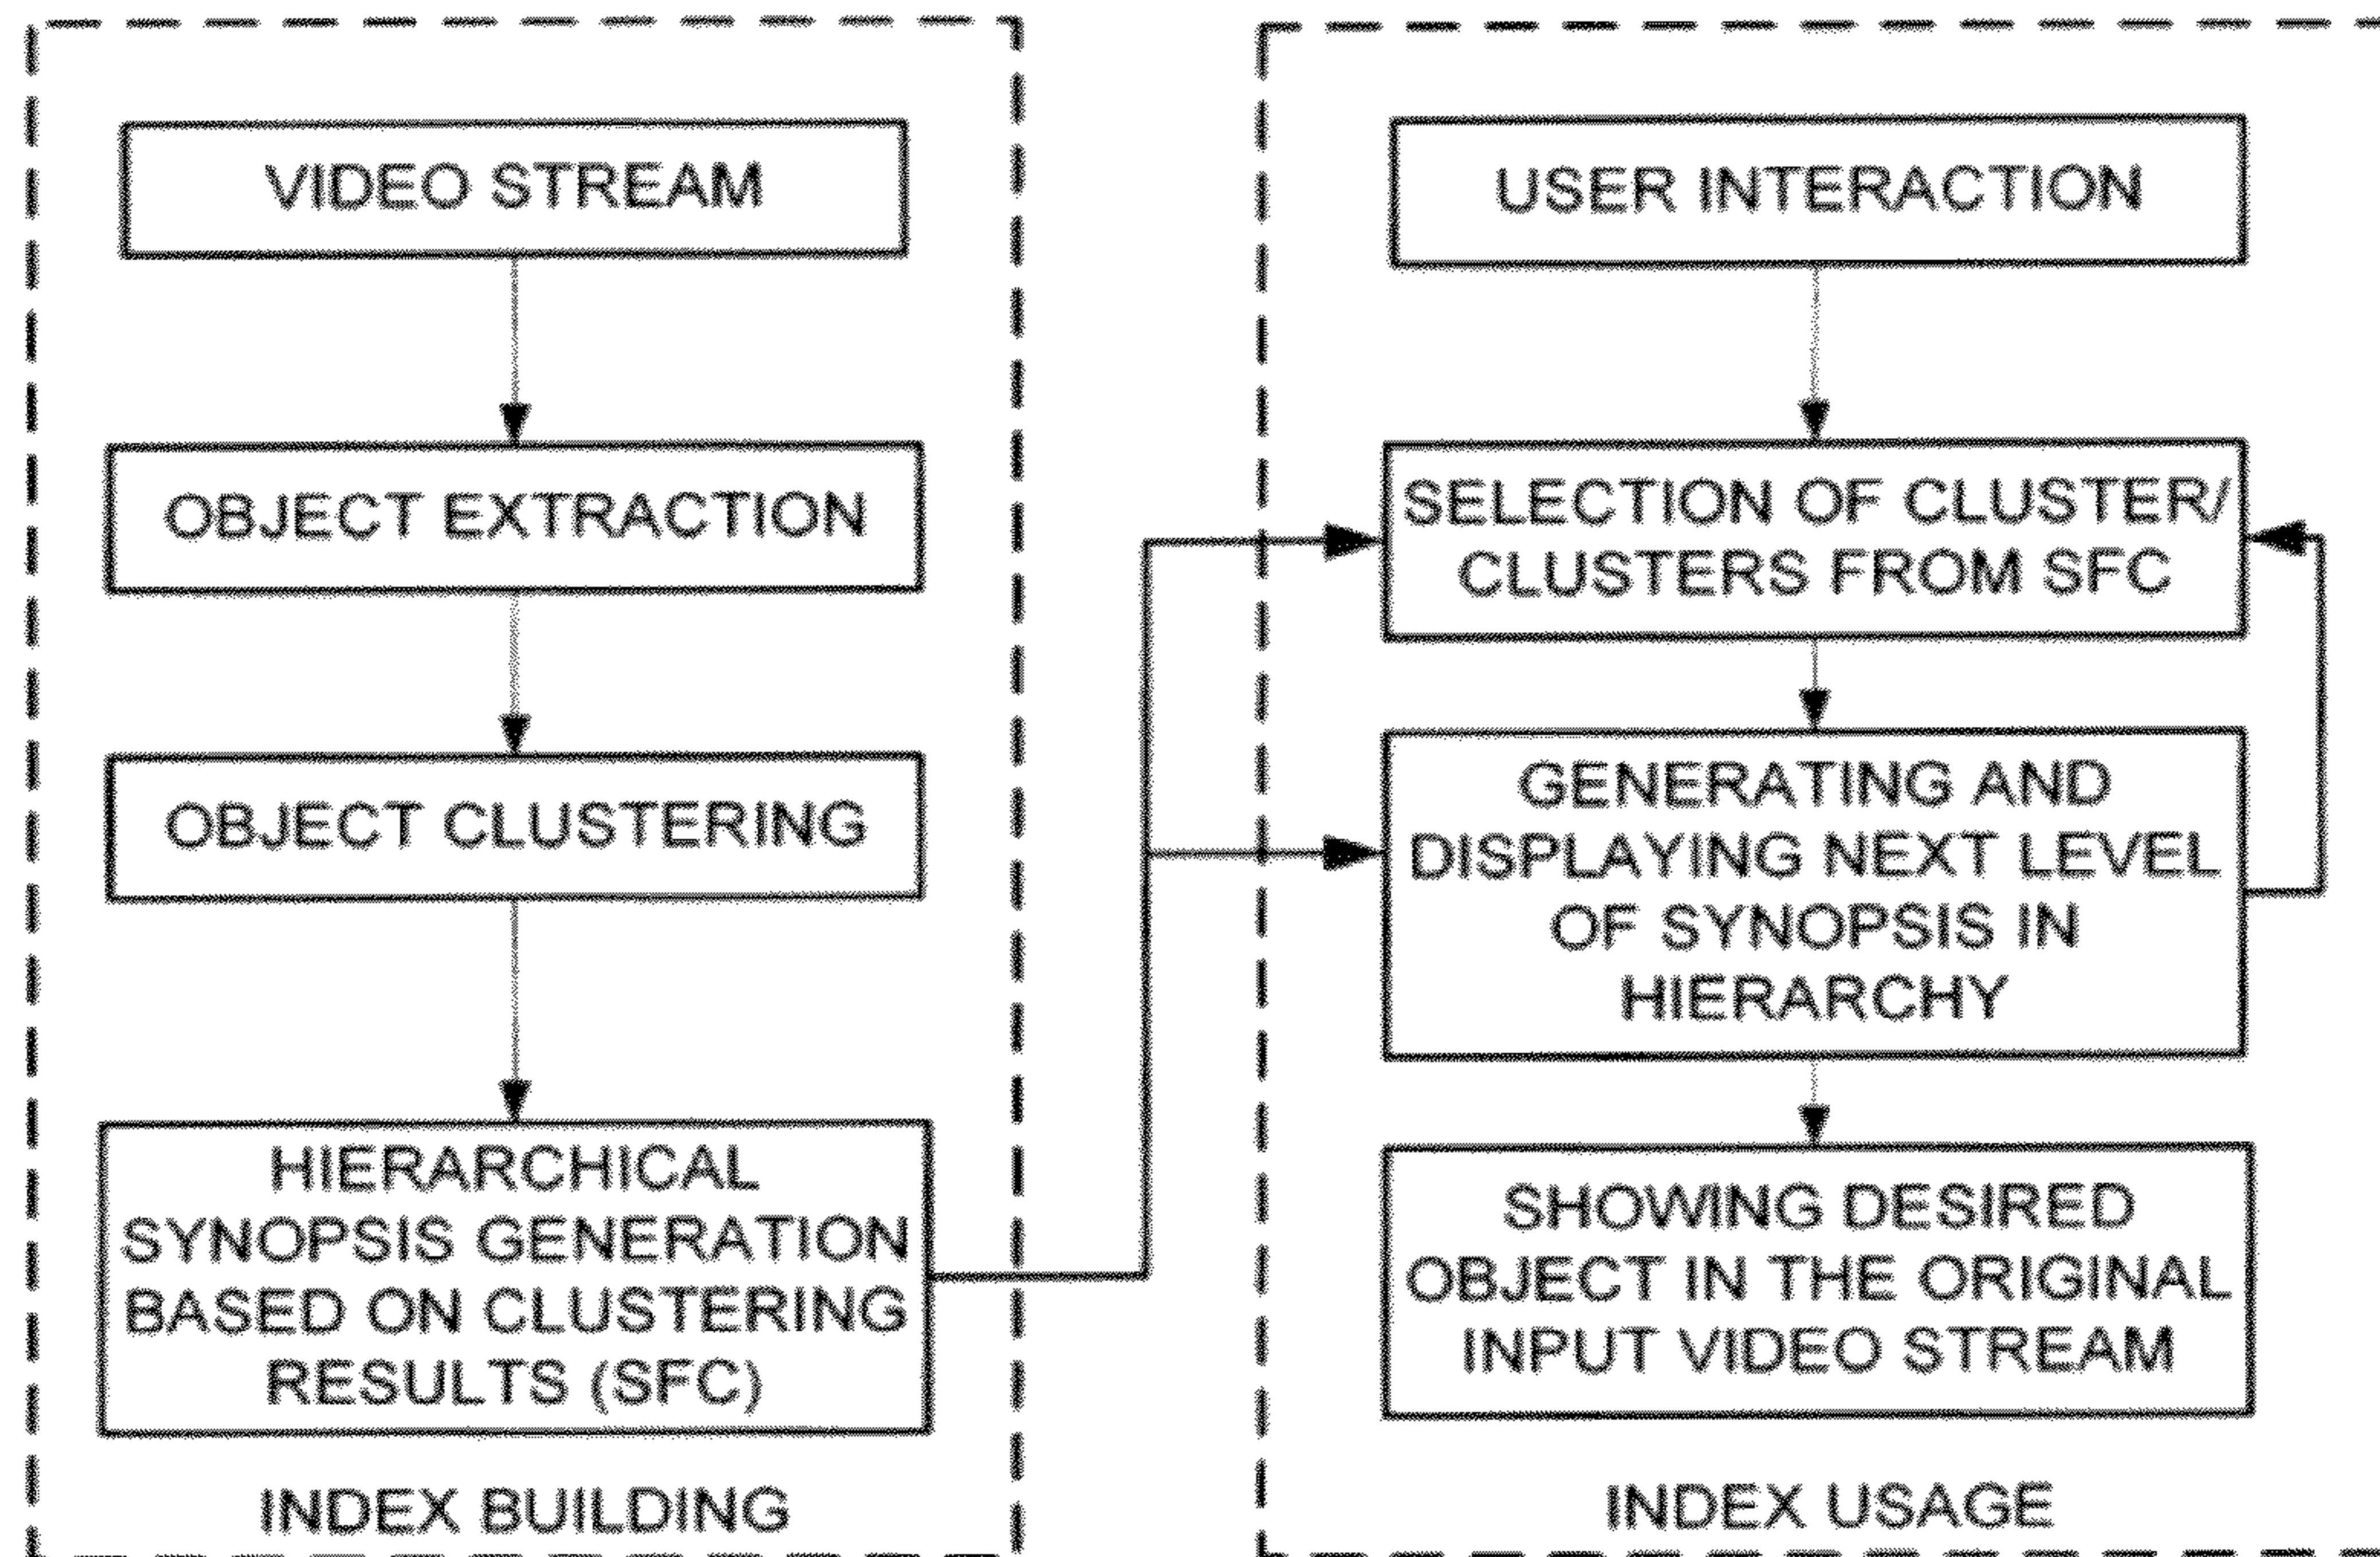 VIDEO STREAM
OBJECT EXTRACTION
OBJECT CLUSTERING
HIERARCHICAL
SYNOPSIS GENERATION
BASED ON CLUSTERING
RESULTS (SFC)
INDEX BUILDING
USER INTERACTION
SELECTION OF CLUSTER/
CLUSTERS FROM SFC
GENERATING AND
DISPLAYING NEXT LEVEL
OF SYNOPSIS IN
HIERARCHY
SHOWING DESIRED
OBJECT IN THE ORIGINAL
INPUT VIDEO STREAM
INDEX USAGE